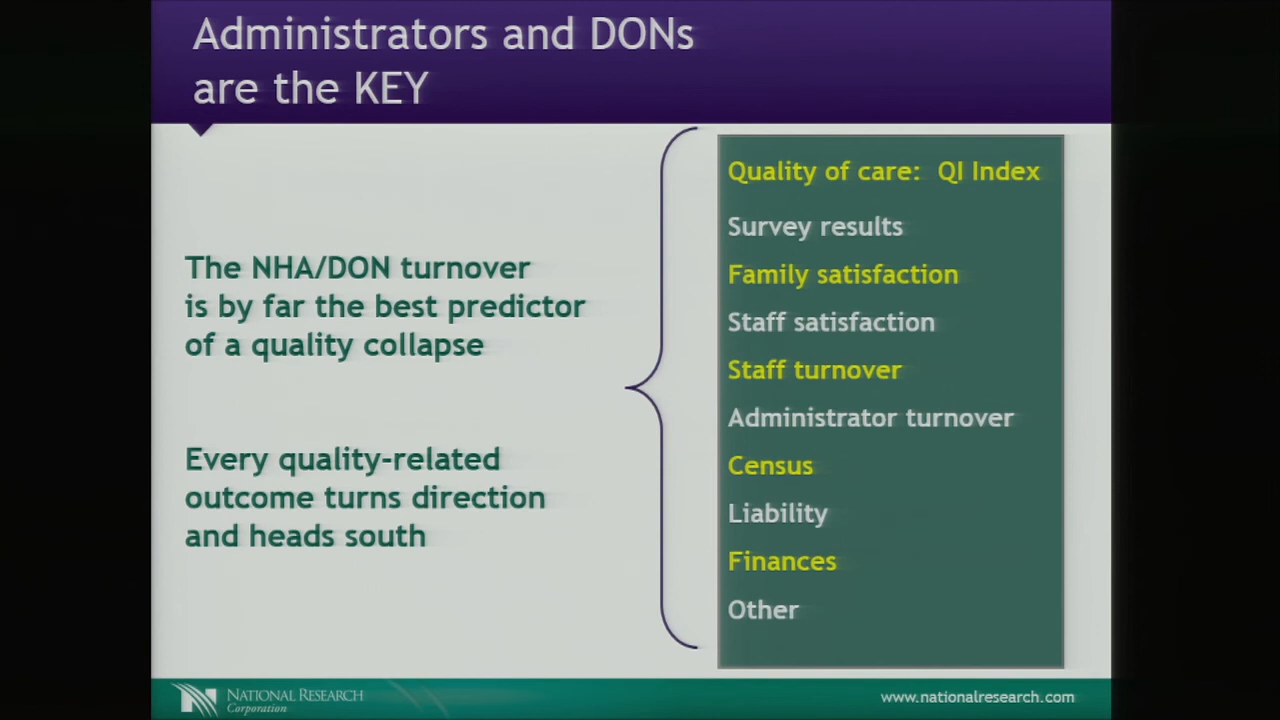 Administrators and DONs
are the KEY
The NHA/DON turnover
is by far the best predictor
of a quality collapse
Every quality-related
outcome turns direction
and heads south
Quality of care: QI Index
Survey results
Family satisfaction
Staff satisfaction
Staff turnover
Administrator turnover
Census
Liability
Finances
Other
NATIONAL RESEARCH
Corporation
www.nationalresearch.com